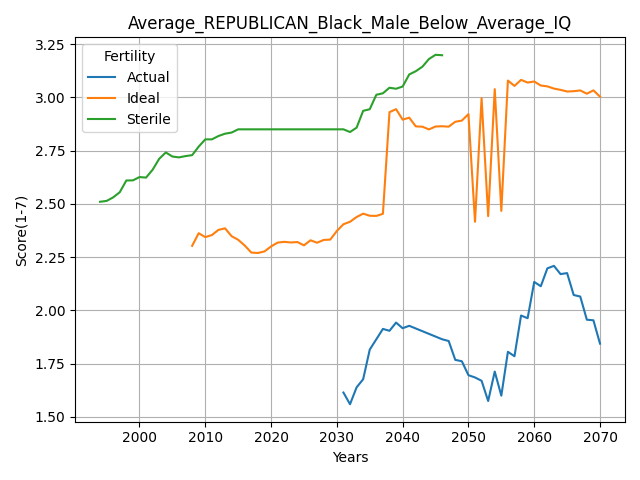 Average_REPUBLICAN_Black_Male_Below_Average_IQ
Fertility
Actual
Ideal
Sterile
Score(1-7)
3.25
3.00
2.75
2.50
2.25
2.00
1.75
1.50
2000 2010 2020 2030 2040 2050 2060 2070
Years